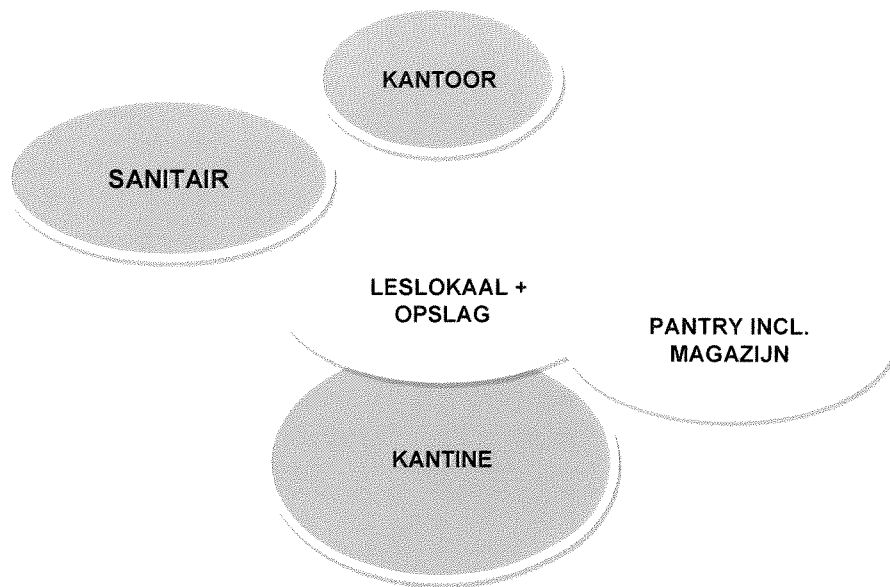 KANTOOR
SANITAIR
LESLOKAAL +
OPSLAG
PANTRY INCL.
MAGAZIJN
KANTINE